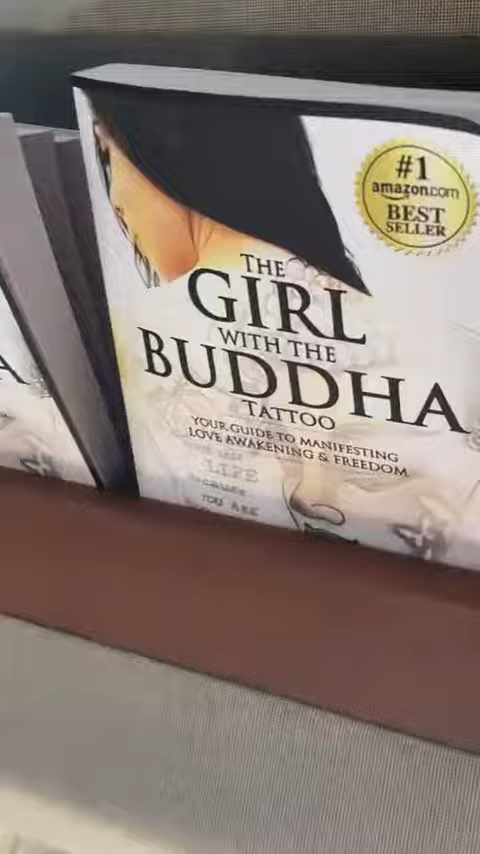 #1
amazon.com
BEST
SELLER
THE
GIRL
WITH THE
BUDDHA
TATTOO
YOUR GUIDE TO MANIFESTING
LOVE AWAKENING & FREEDOM
LIFE
because
YOU ARE
A